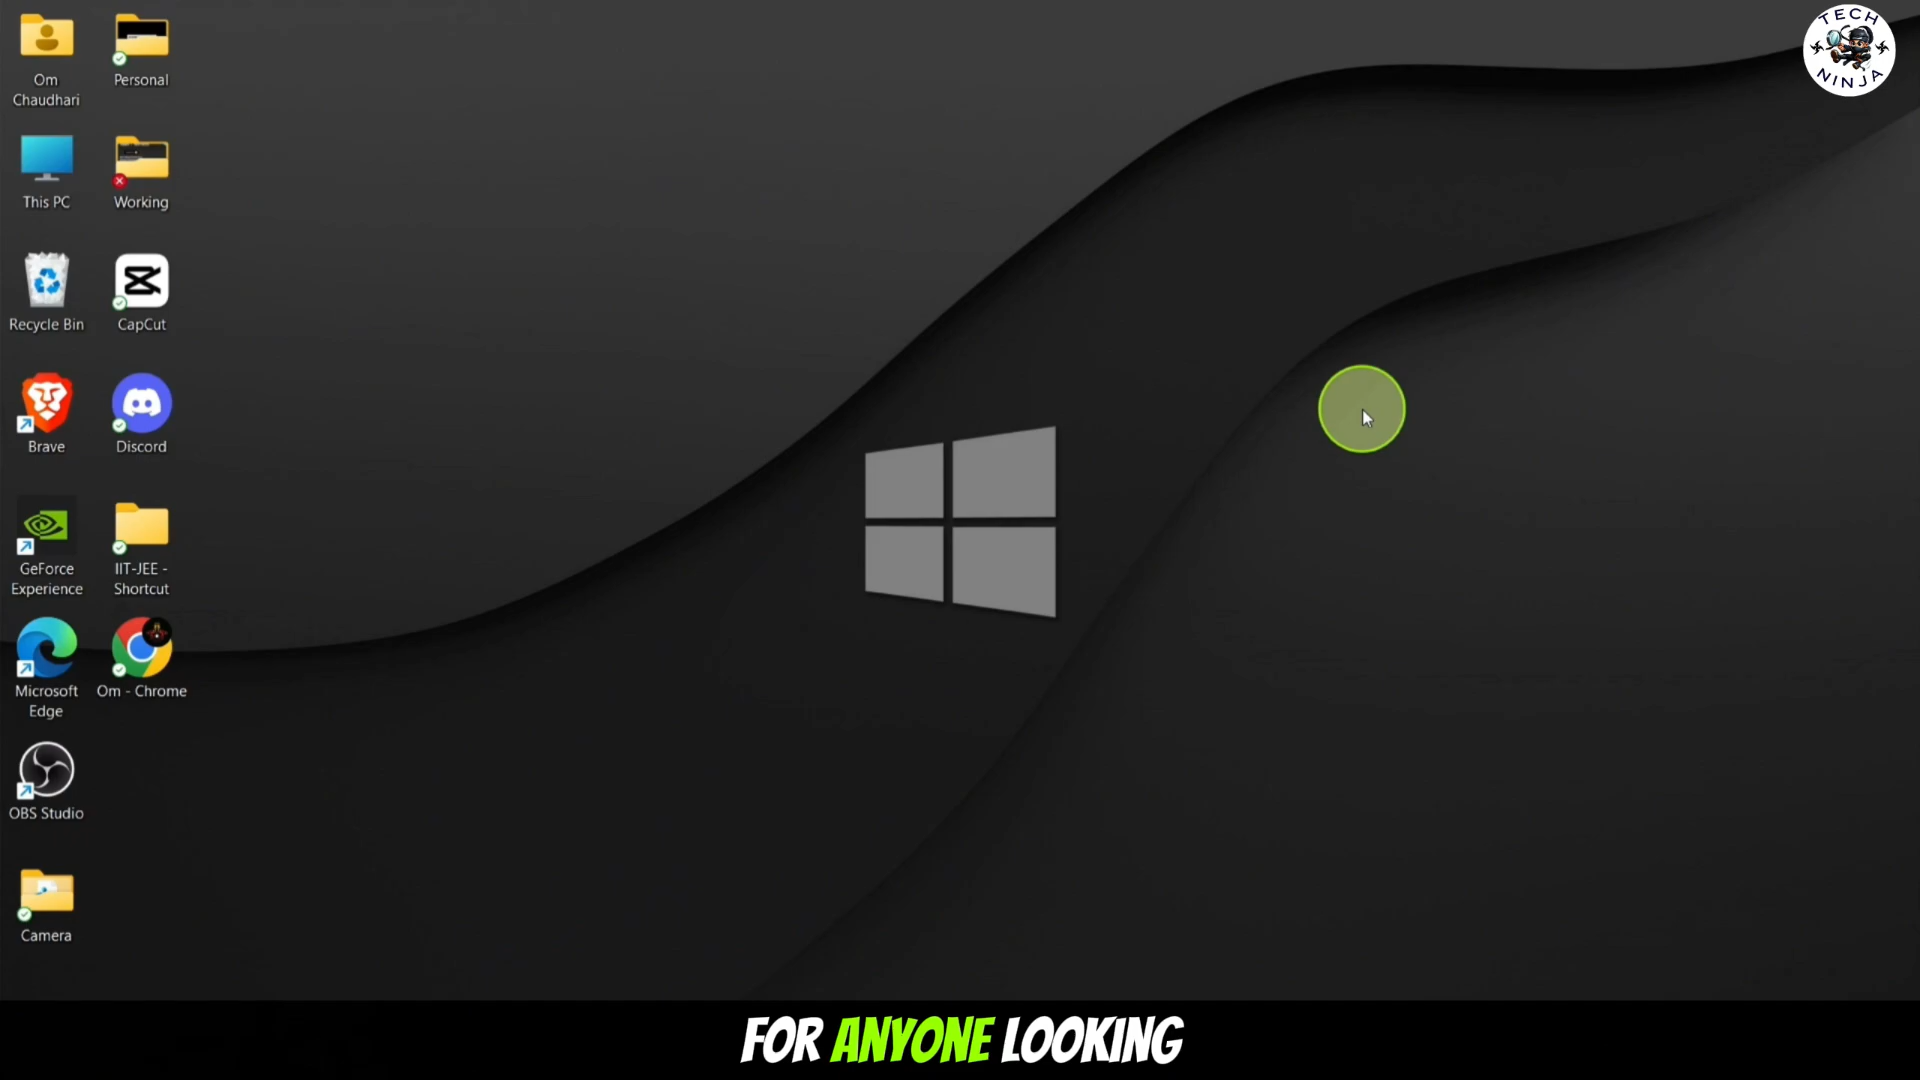 TECH
NINJA
Om
Chaudhari
Personal
This PC
Working
Recycle Bin
CapCut
Brave
Discord
GeForce
Experience
IIT-JEE -
Shortcut
Microsoft
Edge
Om - Chrome
OBS Studio
Camera
FOR ANYONE LOOKING